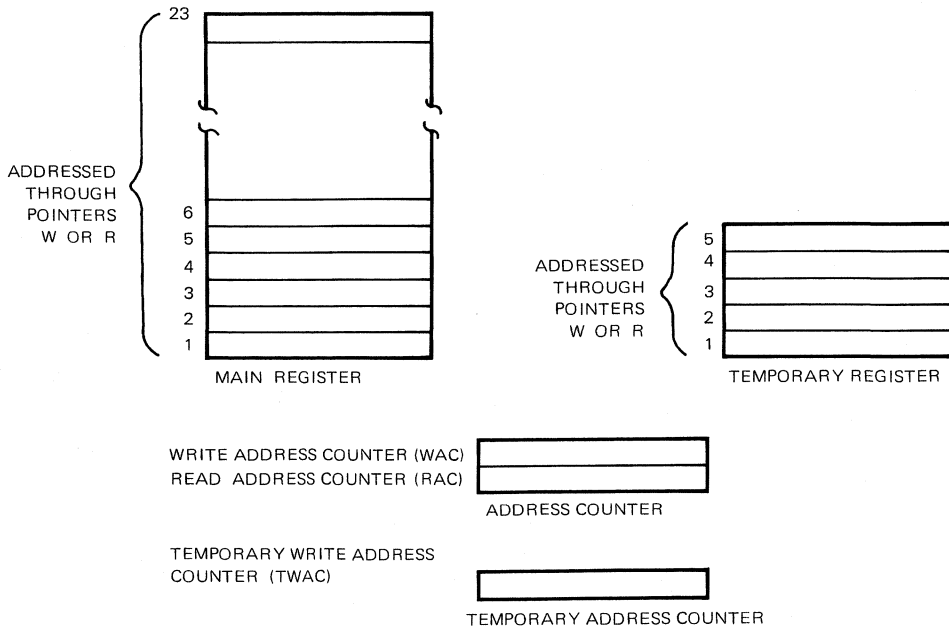 23
ADDRESSED
THROUGH
POINTERS
W OR R
6
5
4
3
2
1
MAIN REGISTER
ADDRESSED
THROUGH
POINTERS
W OR R
5
4
3
2
1
TEMPORARY REGISTER
WRITE ADDRESS COUNTER (WAC)
READ ADDRESS COUNTER (RAC)
ADDRESS COUNTER
TEMPORARY WRITE ADDRESS
COUNTER (TWAC)
TEMPORARY ADDRESS COUNTER